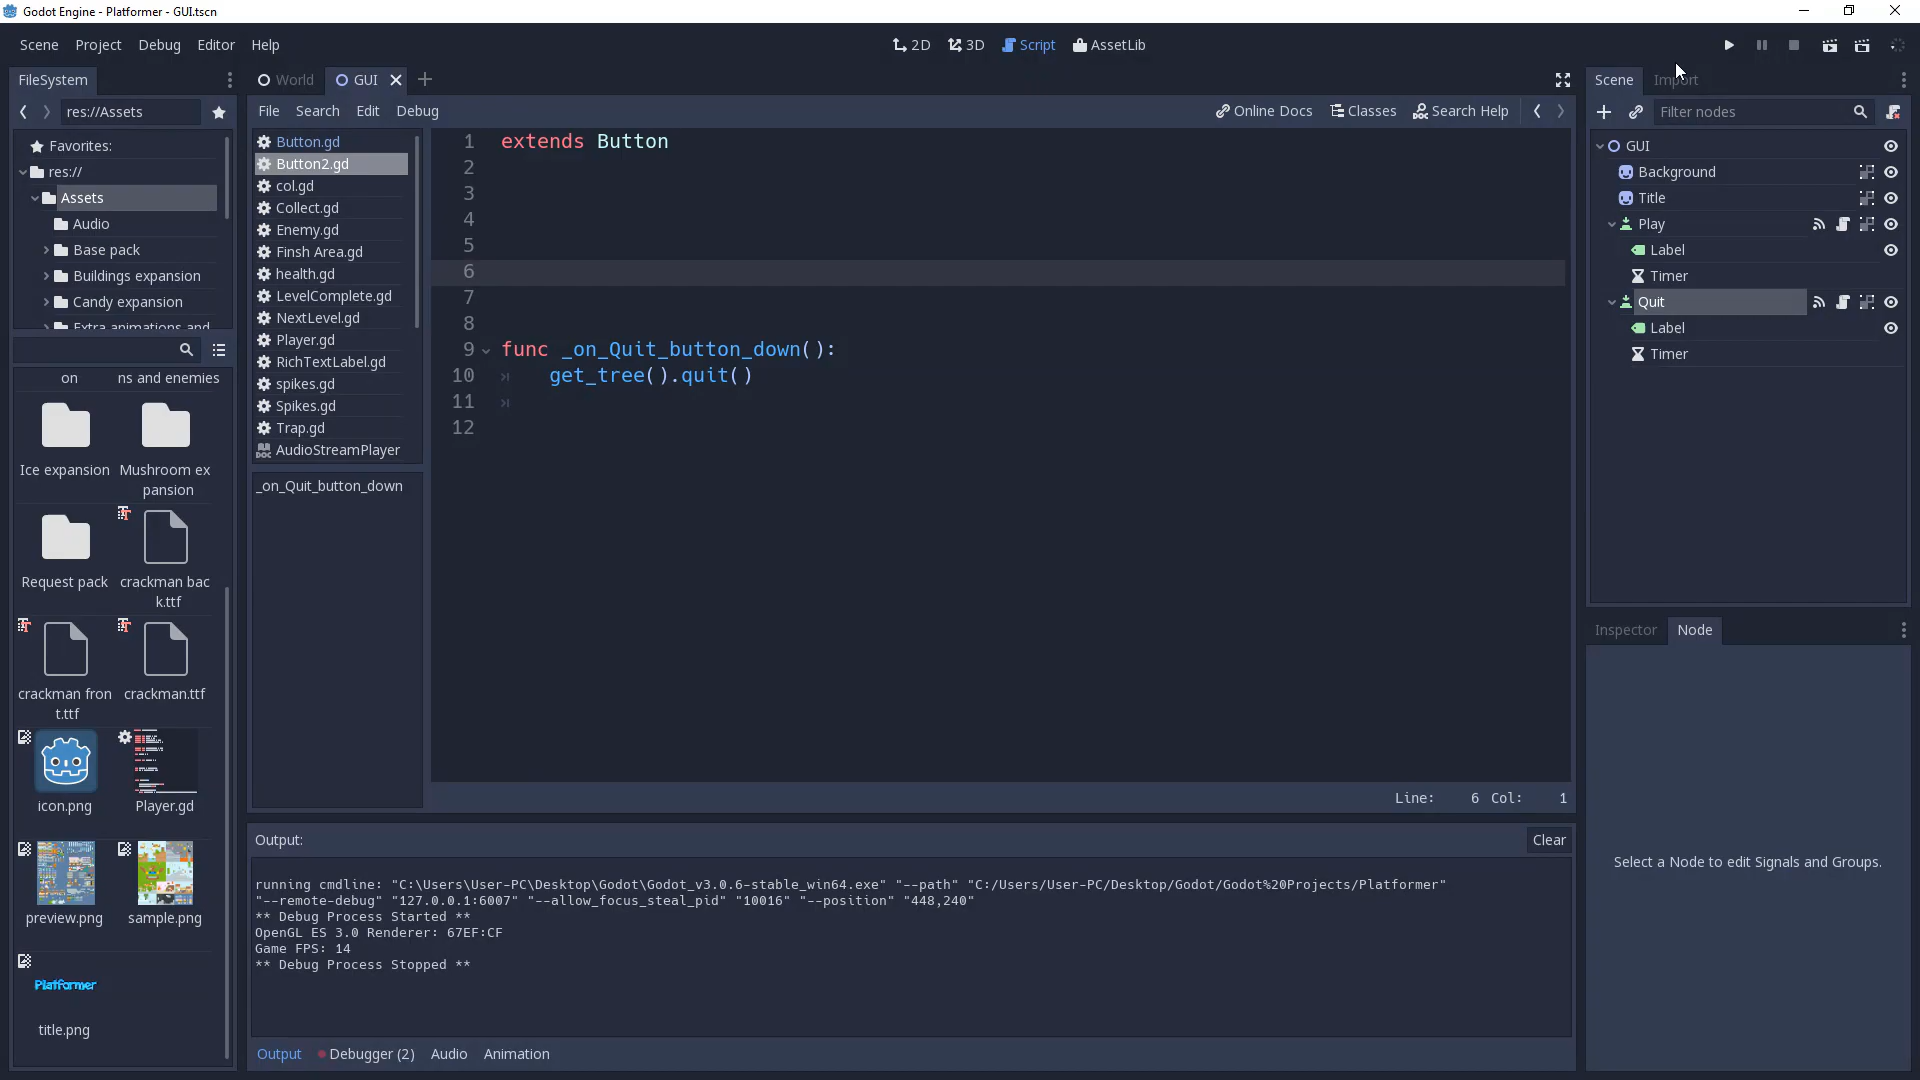 Godot Engine - Platformer - GUI.tscn
Scene Project Debug Editor Help
2D 3D Script AssetLib
FileSystem
World GUI
Scene Import
res://Assets
File Search Edit Debug
Online Docs Classes Search Help
Filter nodes
Favorites:
res://
Assets
Audio
Base pack
Buildings expansion
Candy expansion
Extra animations and
on
ns and enemies
Ice expansion
Mushroom ex
pansion
Request pack
crackman bac
k.ttf
crackman fron
t.ttf
crackman.ttf
icon.png
Player.gd
preview.png
sample.png
Platformer
title.png
Button.gd
Button2.gd
col.gd
Collect.gd
Enemy.gd
Finsh Area.gd
health.gd
LevelComplete.gd
NextLevel.gd
Player.gd
RichTextLabel.gd
spikes.gd
Spikes.gd
Trap.gd
AudioStreamPlayer
_on_Quit_button_down
1 extends Button
2
3
4
5
6
7
8
9 func _on_Quit_button_down():
10 get_tree().quit()
11
12
Line: 6 Col: 1
Output:
Clear
running cmdline: "C:\Users\User-PC\Desktop\Godot\Godot_v3.0.6-stable_win64.exe" "--path" "C:/Users/User-PC/Desktop/Godot/Godot%20Projects/Platformer"
"--remote-debug" "127.0.0.1:6007" "--allow_focus_steal_pid" "10016" "--position" "448,240"
** Debug Process Started **
OpenGL ES 3.0 Renderer: 67EF:CF
Game FPS: 14
** Debug Process Stopped **
Output Debugger (2) Audio Animation
GUI
Background
Title
Play
Label
Timer
Quit
Label
Timer
Inspector Node
Select a Node to edit Signals and Groups.